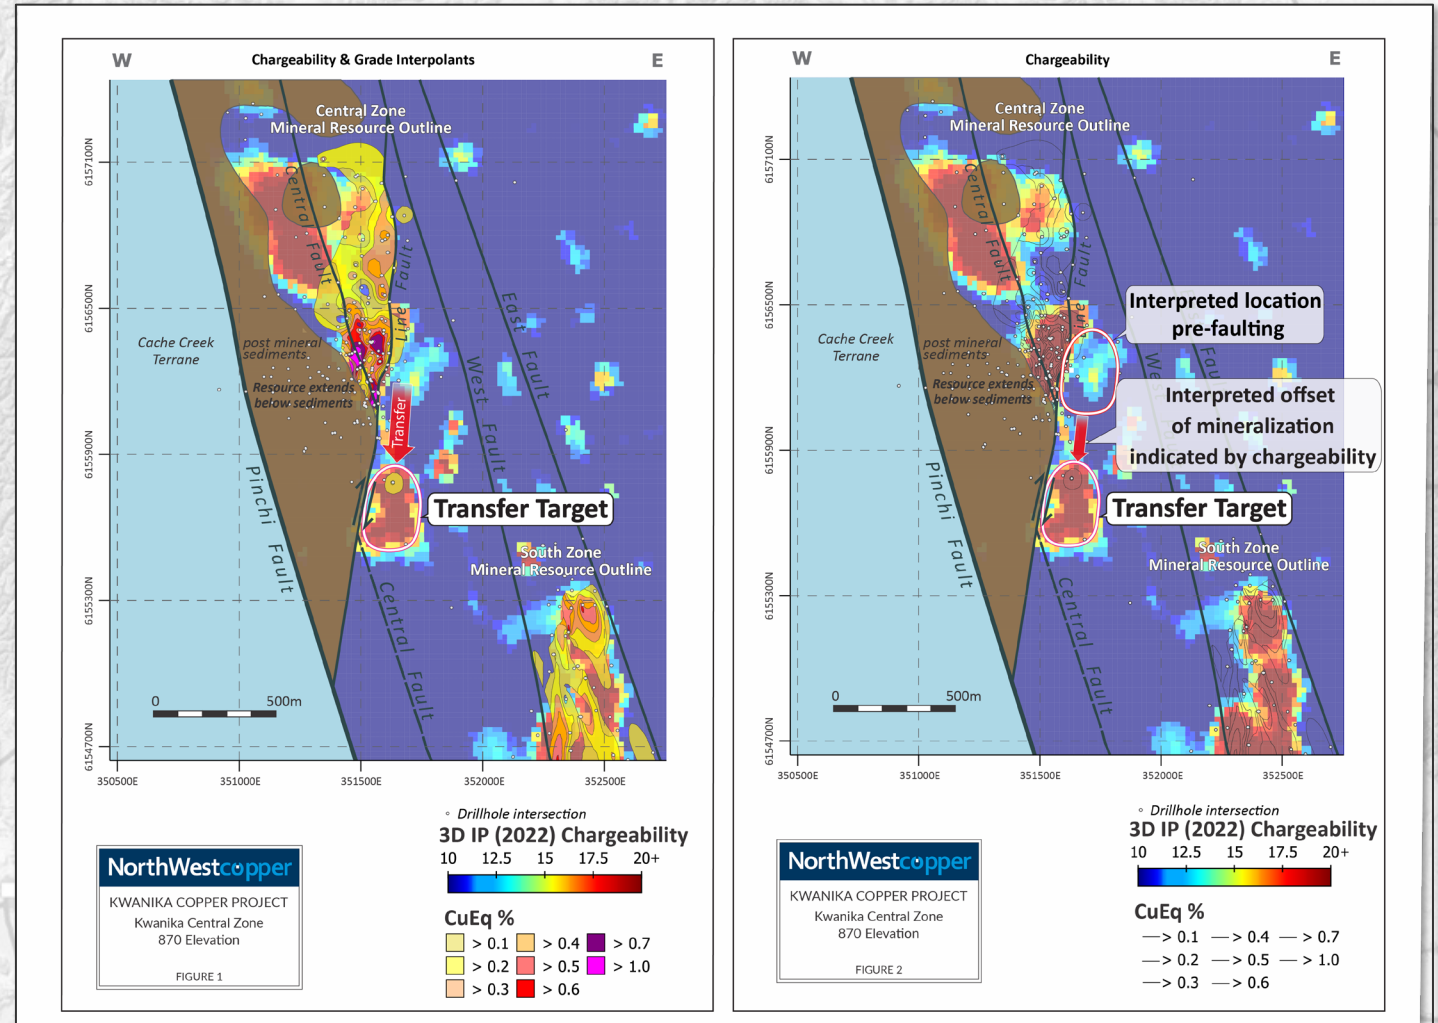 W
Chargeability & Grade Interpolants
E
Central Zone
Mineral Resource Outline
6157100N
6156500N
6155900N
6155300N
6154700N
Central Fault
Line Fault
East Fault
West Fault
Cache Creek
Terrane
post mineral
sediments
Resource extends
below sediments
Transfer
Pinchi Fault
Transfer Target
South Zone
Mineral Resource Outline
Central Fault
0 500m
350500E 351000E 351500E 352000E 352500E
Drillhole intersection
3D IP (2022) Chargeability
10 12.5 15 17.5 20+
NorthWestcopper
KWANIKA COPPER PROJECT
Kwanika Central Zone
870 Elevation
FIGURE 1
CuEq %
> 0.1 > 0.4 > 0.7
> 0.2 > 0.5 > 1.0
> 0.3 > 0.6
W
Chargeability
E
Central Zone
Mineral Resource Outline
6157100N
6156500N
6155900N
6155300N
6154700N
Central Fault
Line Fault
Interpreted location
pre-faulting
West
Fault
Cache Creek
Terrane
post mineral
sediments
Resource extends
below sediments
Interpreted offset
of mineralization
indicated by chargeability
Pinchi Fault
Transfer Target
South Zone
Mineral Resource Outline
Central Fault
0 500m
350500E 351000E 351500E 352000E 352500E
Drillhole intersection
3D IP (2022) Chargeability
10 12.5 15 17.5 20+
NorthWestcopper
KWANIKA COPPER PROJECT
Kwanika Central Zone
870 Elevation
FIGURE 2
CuEq %
> 0.1 > 0.4 > 0.7
> 0.2 > 0.5 > 1.0
> 0.3 > 0.6